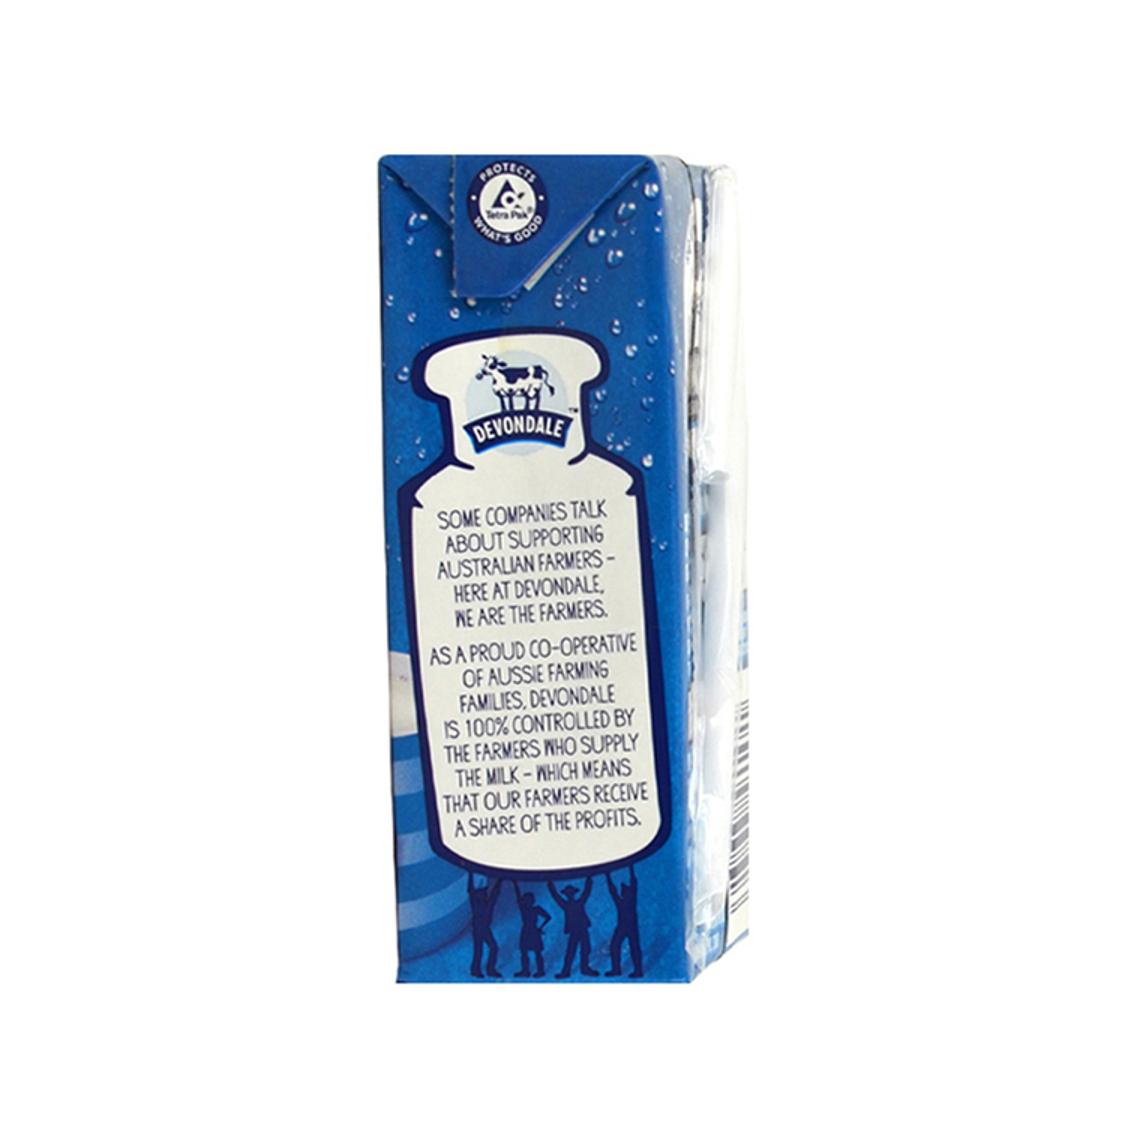 PROTECTS
Tetra Pak®
WHAT'S GOOD
DEVONDALE™
SOME COMPANIES TALK
ABOUT SUPPORTING
AUSTRALIAN FARMERS –
HERE AT DEVONDALE,
WE ARE THE FARMERS.
AS A PROUD CO-OPERATIVE
OF AUSSIE FARMING
FAMILIES, DEVONDALE
IS 100% CONTROLLED BY
THE FARMERS WHO SUPPLY
THE MILK – WHICH MEANS
THAT OUR FARMERS RECEIVE
A SHARE OF THE PROFITS.